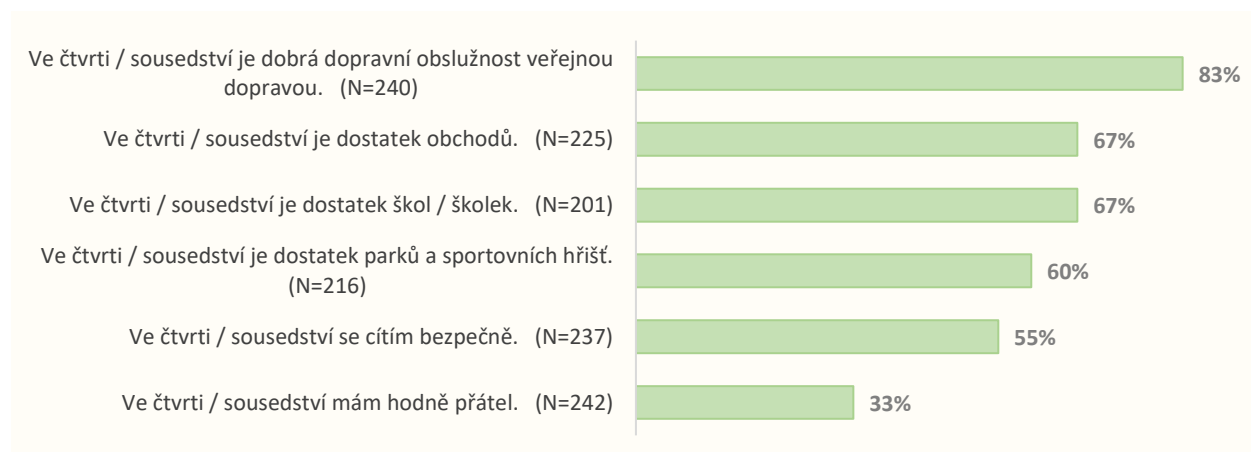 Ve čtvrti / sousedství je dobrá dopravní obslužnost veřejnou
dopravou. (N=240)
83%
Ve čtvrti / sousedství je dostatek obchodů. (N=225)
67%
Ve čtvrti / sousedství je dostatek škol / školek. (N=201)
67%
Ve čtvrti / sousedství je dostatek parků a sportovních hřišť.
(N=216)
60%
Ve čtvrti / sousedství se cítím bezpečně. (N=237)
55%
Ve čtvrti / sousedství mám hodně přátel. (N=242)
33%